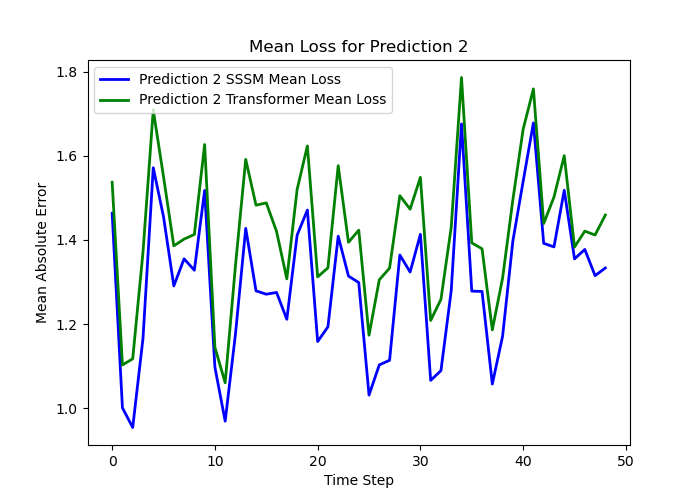 Mean Loss for Prediction 2
Prediction 2 SSSM Mean Loss
Prediction 2 Transformer Mean Loss
Mean Absolute Error
1.8
1.6
1.4
1.2
1.0
0 10 20 30 40 50
Time Step